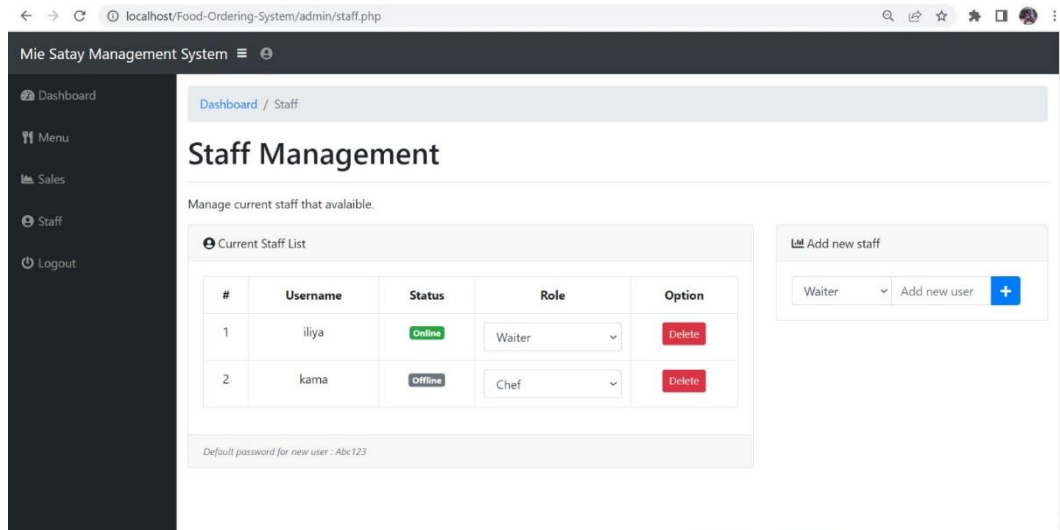 localhost/Food-Ordering-System/admin/staff.php
Mie Satay Management System
Dashboard
Menu
Sales
Staff
Logout
Dashboard / Staff
Staff Management
Manage current staff that avalaible.
Current Staff List
# Username Status Role Option
1 iliya Online Waiter Delete
2 kama Offline Chef Delete
Default password for new user : Abc123
Add new staff
Waiter Add new user +